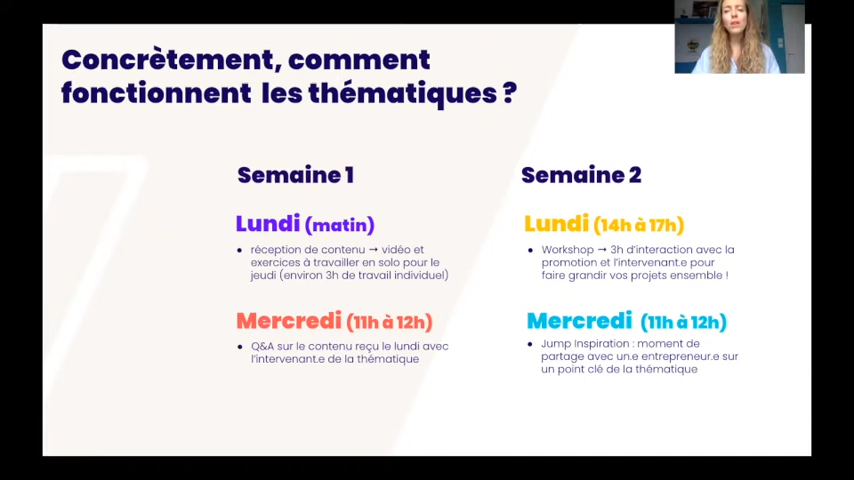 Concrètement, comment
fonctionnent les thématiques ?
Semaine 1
Lundi (matin)
● réception de contenu → vidéo et
exercices à travailler en solo pour le
jeudi (environ 3h de travail individuel)
Mercredi (11h à 12h)
● Q&A sur le contenu reçu le lundi avec
l'intervenant.e de la thématique
Semaine 2
Lundi (14h à 17h)
● Workshop → 3h d'interaction avec la
promotion et l'intervenant.e pour
faire grandir vos projets ensemble !
Mercredi (11h à 12h)
● Jump Inspiration : moment de
partage avec un.e entrepreneur.e sur
un point clé de la thématique